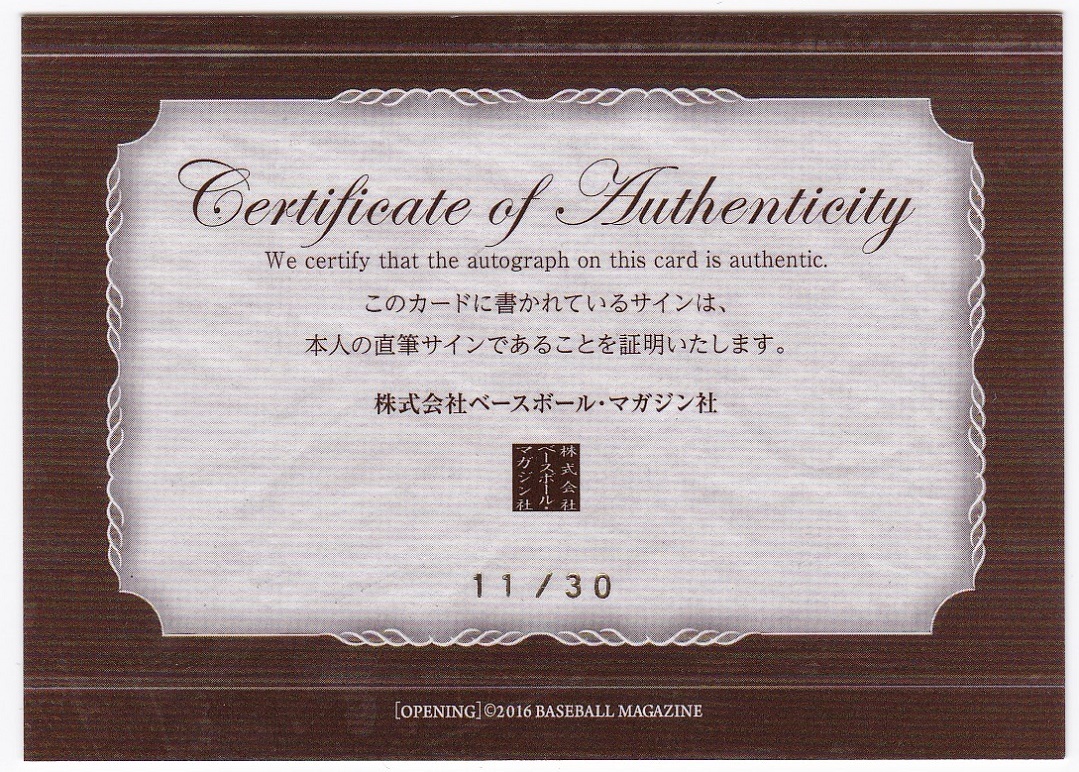 Certificate of Authenticity
We certify that the autograph on this card is authentic.
このカードに書かれているサインは、
本人の直筆サインであることを証明いたします。
株式会社ベースボール・マガジン社
株式会社
ベースボール・
マガジン社
11/30
[OPENING]©2016 BASEBALL MAGAZINE